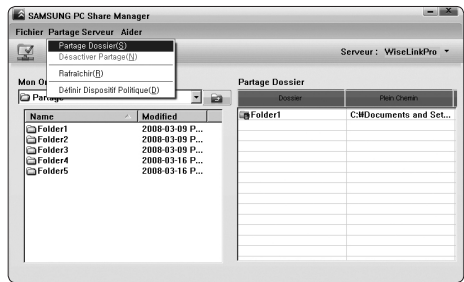 SAMSUNG PC Share Manager
Fichier Partage Serveur Aider
Partage Dossier(S)
Désactiver Partage(N)
Rafraîchir(R)
Définir Dispositif Politique(D)
Serveur : WiseLinkPro
Mon Or
Partage
Name Modified
Folder1 2008-03-09 P...
Folder2 2008-03-09 P...
Folder3 2008-03-09 P...
Folder4 2008-03-16 P...
Folder5 2008-03-16 P...
Partage Dossier
Dossier Plein Chemin
Folder1 C:₩Documents and Set...